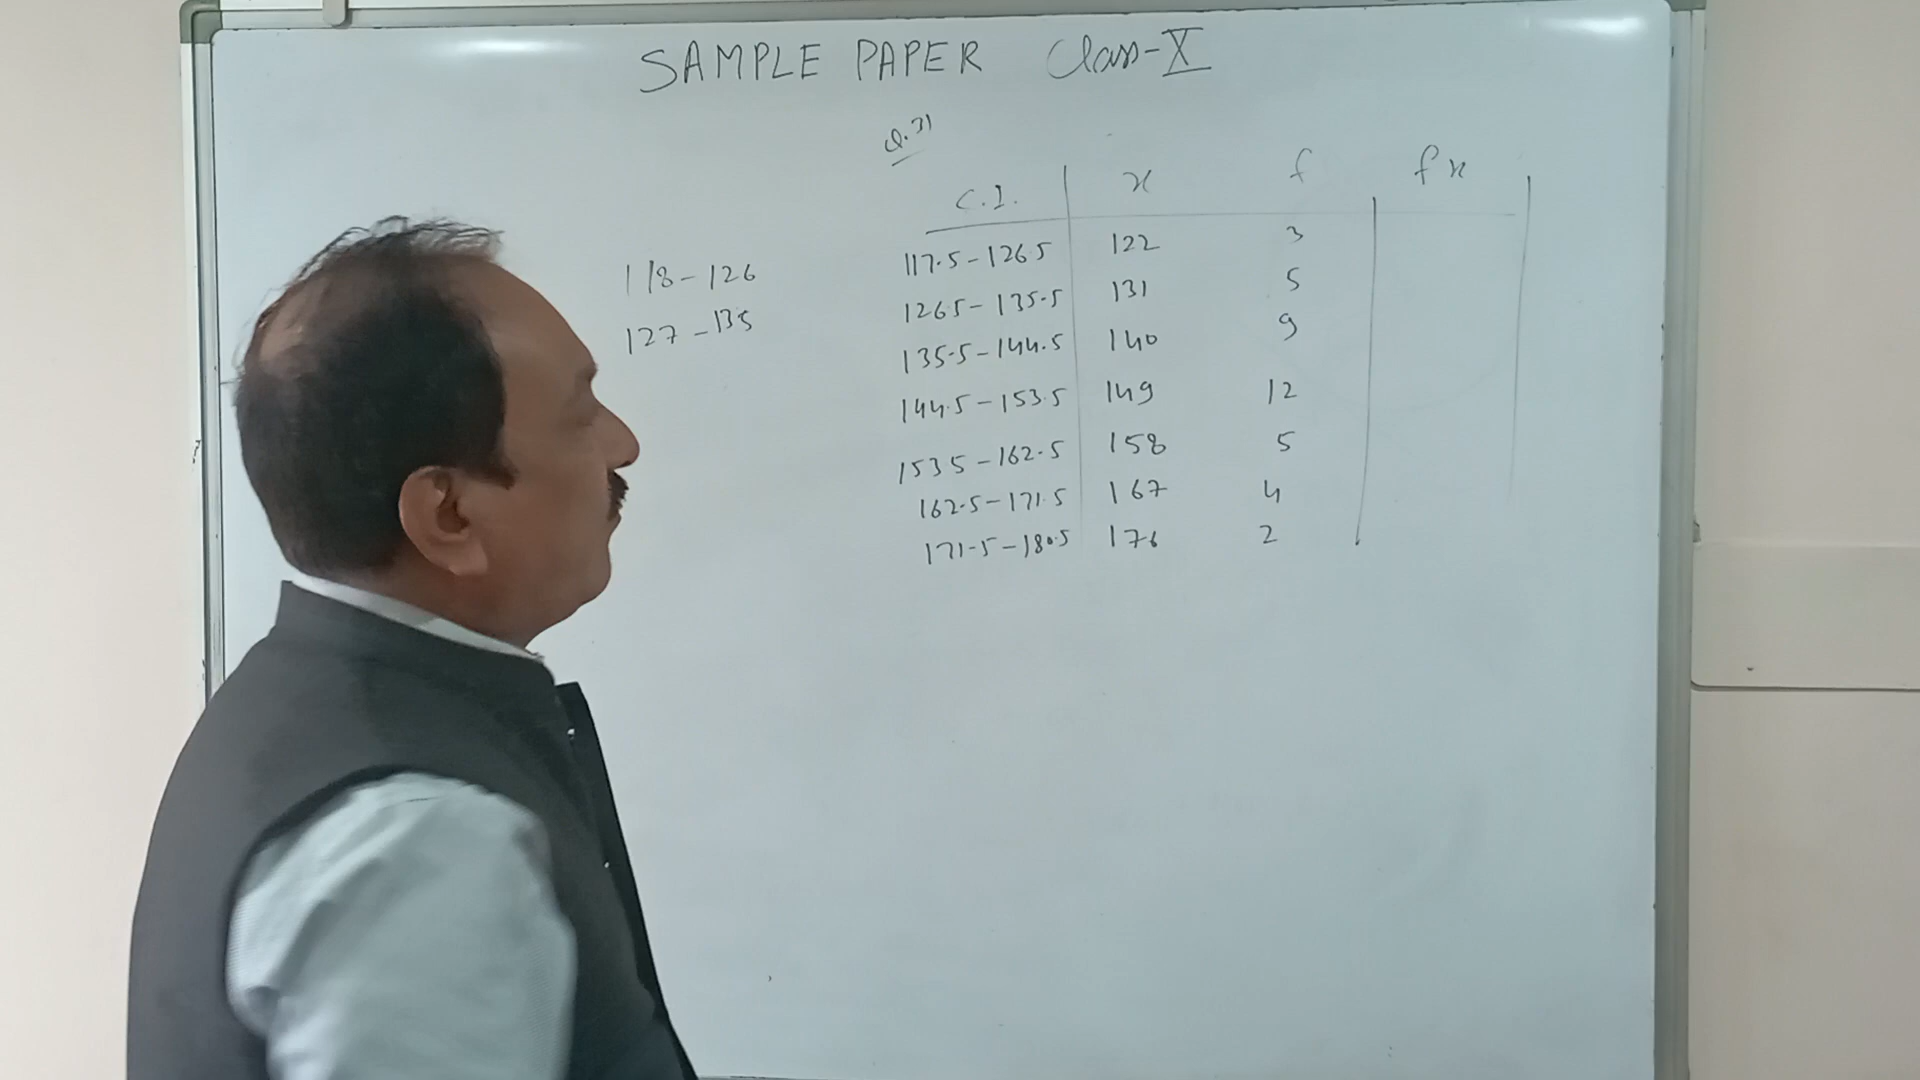 SAMPLE PAPER Class-X
Q.31
C.I. x f fx
118-126
127-135
117.5-126.5 122 3
126.5-135.5 131 5
135.5-144.5 140 9
144.5-153.5 149 12
153.5-162.5 158 5
162.5-171.5 167 4
171.5-180.5 176 2